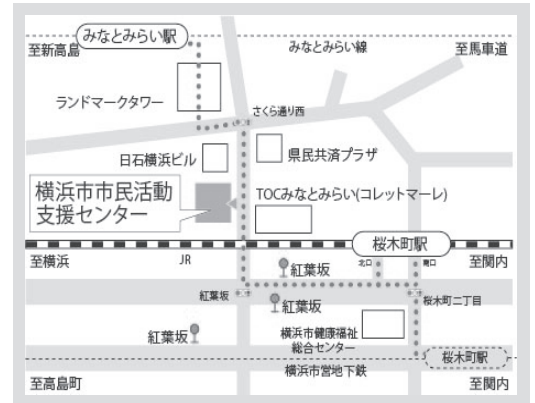 みなとみらい駅
至新高島
みなとみらい線
至馬車道
ランドマークタワー
さくら通り西
日石横浜ビル
県民共済プラザ
横浜市市民活動
支援センター
TOCみなとみらい(コレットマーレ)
桜木町駅
至横浜
JR
北口
南口
至関内
紅葉坂
紅葉坂
紅葉坂
桜木町二丁目
紅葉坂
横浜市健康福祉
総合センター
桜木町駅
横浜市営地下鉄
至高島町
至関内